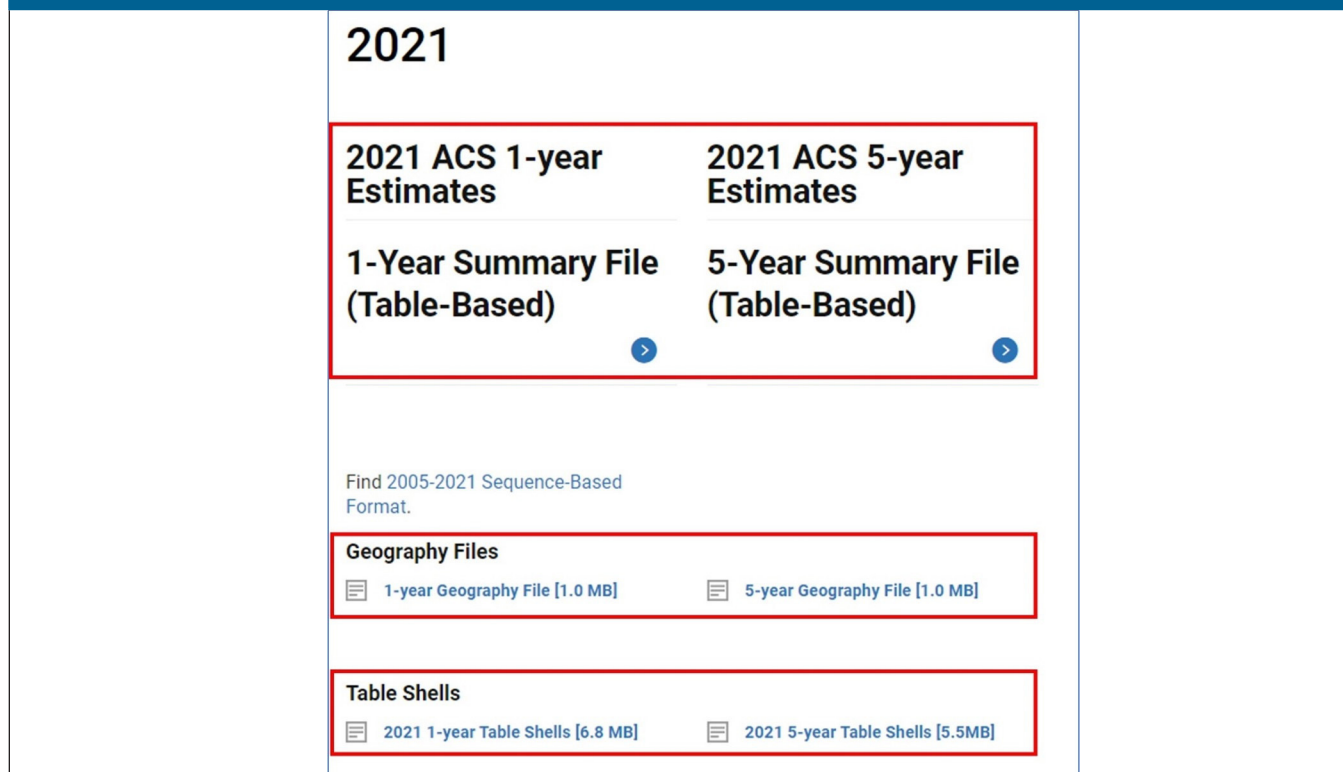 2021
2021 ACS 1-year
Estimates
2021 ACS 5-year
Estimates
1-Year Summary File
(Table-Based)
5-Year Summary File
(Table-Based)
Find 2005-2021 Sequence-Based
Format.
Geography Files
1-year Geography File [1.0 MB]
5-year Geography File [1.0 MB]
Table Shells
2021 1-year Table Shells [6.8 MB]
2021 5-year Table Shells [5.5MB]